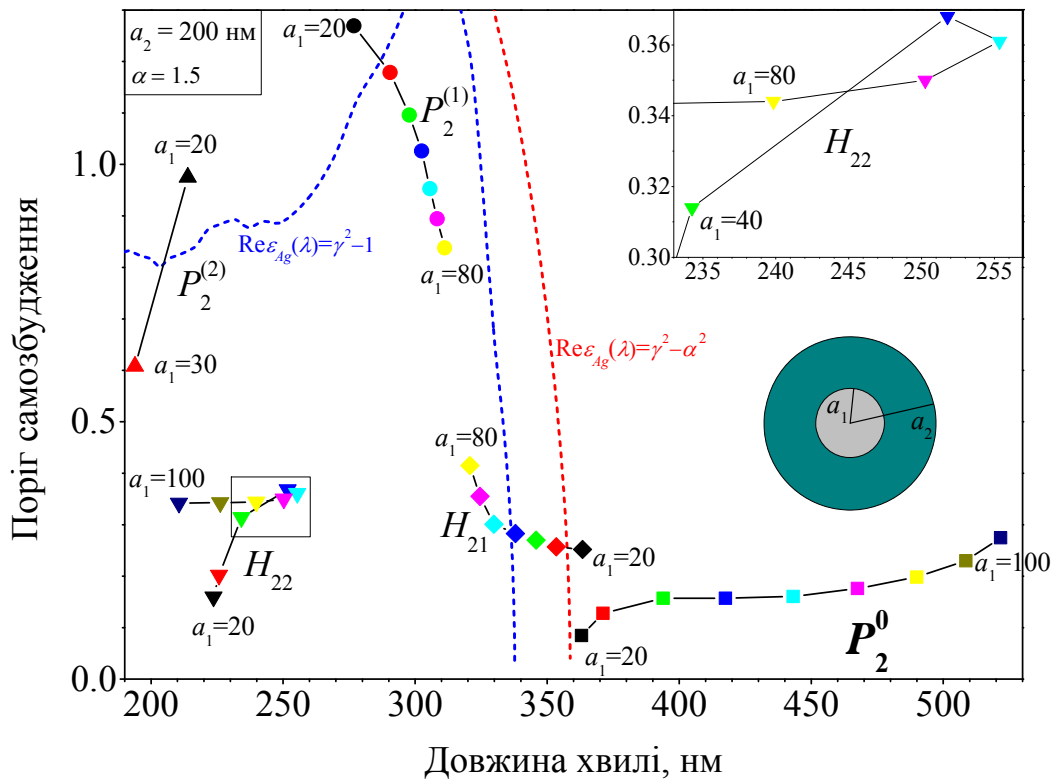 a₂ = 200 нм
α = 1.5
a₁=20
P₂⁽¹⁾
a₁=80
a₁=20
P₂⁽²⁾
a₁=30
Reε_Ag(λ)=γ²−1
Reε_Ag(λ)=γ²−α²
0.36
0.34
0.32
0.30
a₁=80
H₂₂
a₁=40
235
240
245
250
255
a₁
a₂
a₁=80
H₂₁
a₁=20
a₁=100
H₂₂
a₁=20
a₁=100
P₂⁰
a₁=20
1.0
0.5
0.0
Поріг самозбудження
200
250
300
350
400
450
500
Довжина хвилі, нм